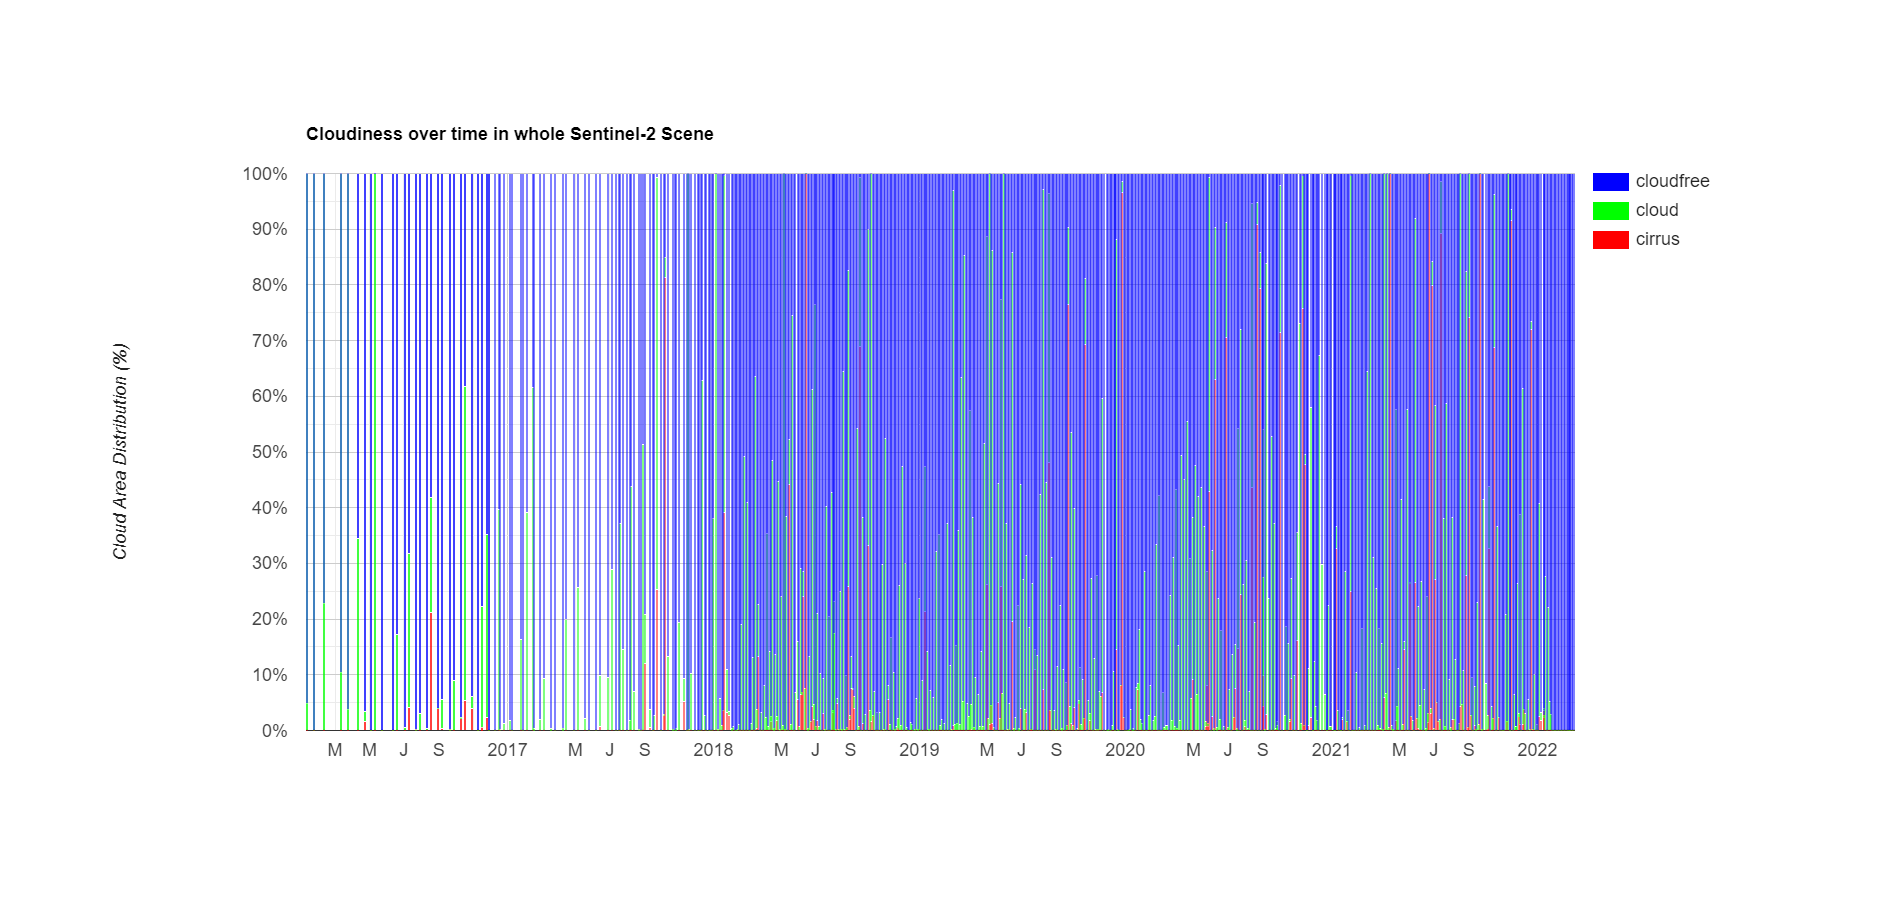 Cloudiness over time in whole Sentinel-2 Scene
Cloud Area Distribution (%)
100%
90%
80%
70%
60%
50%
40%
30%
20%
10%
0%
M M J S 2017 M J S 2018 M J S 2019 M J S 2020 M J S 2021 M J S 2022
cloudfree
cloud
cirrus